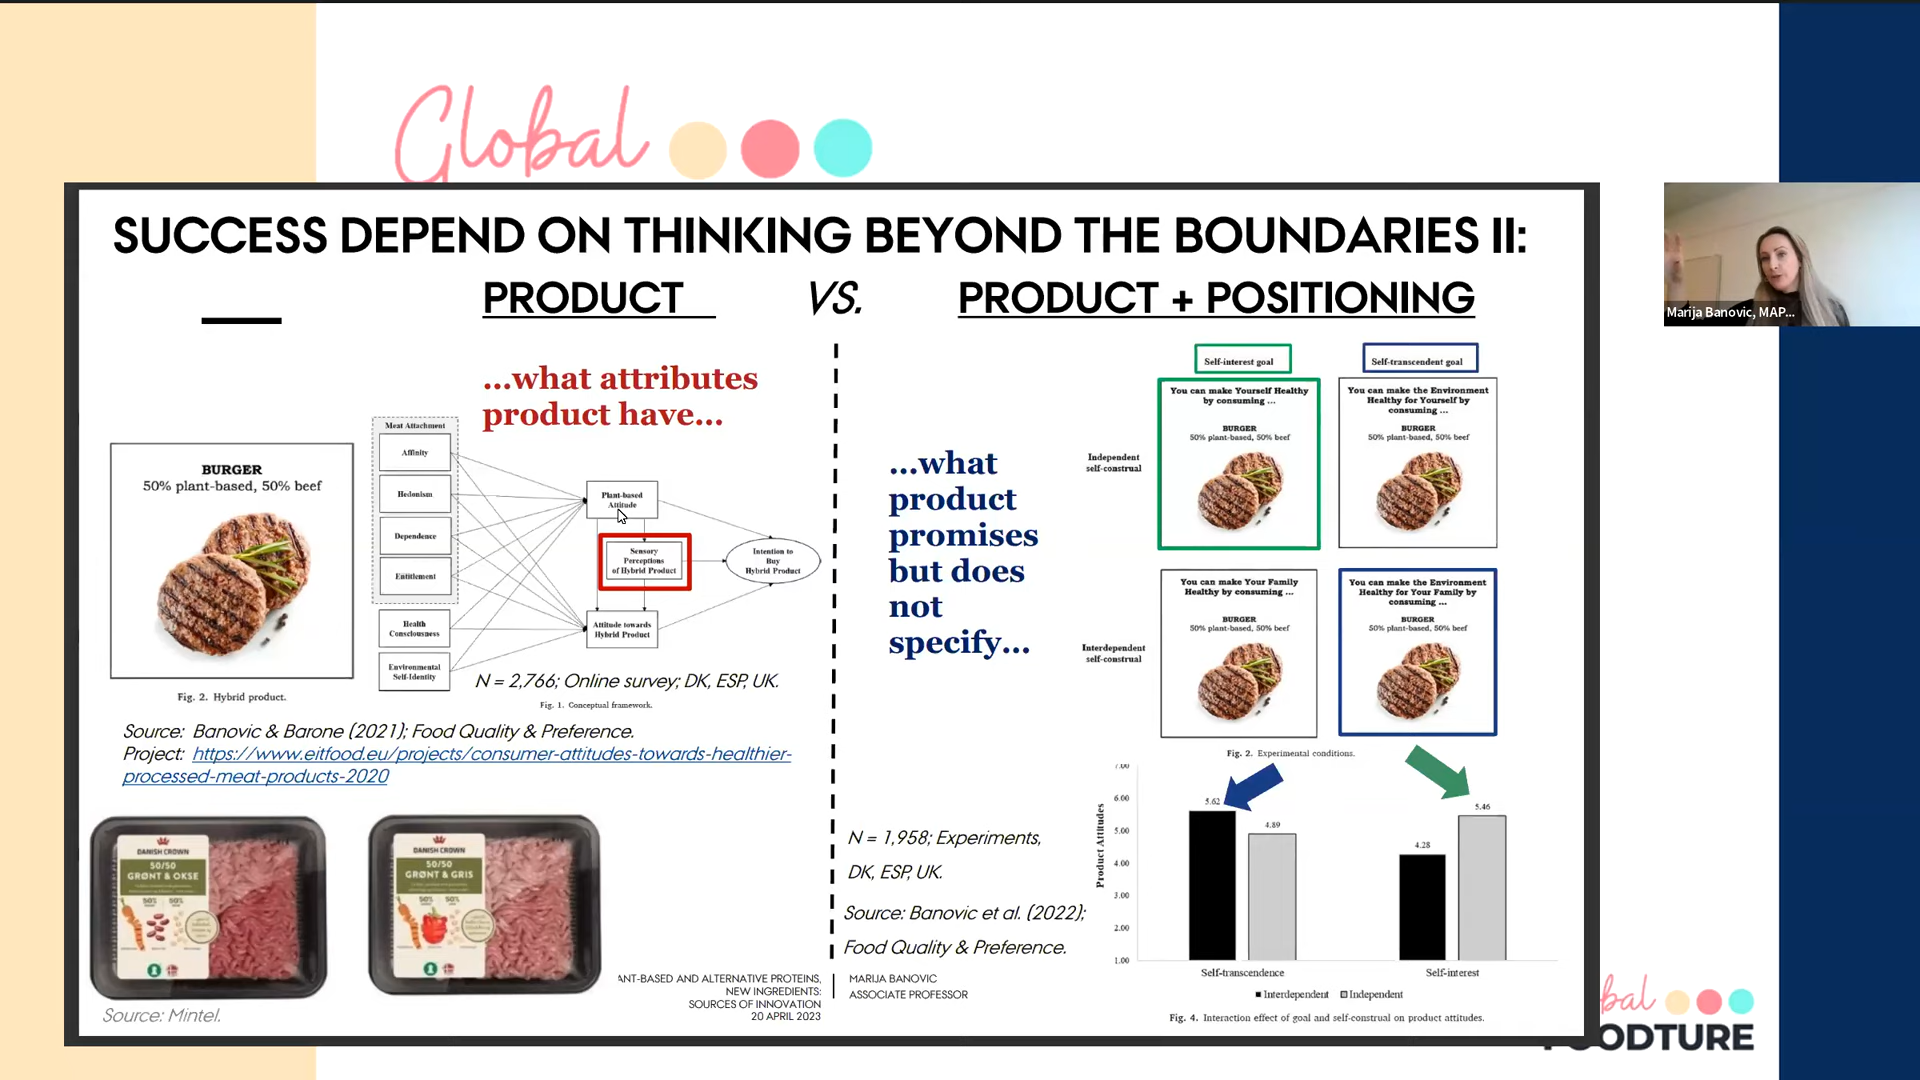 Global
SUCCESS DEPEND ON THINKING BEYOND THE BOUNDARIES II:
PRODUCT VS. PRODUCT + POSITIONING
...what attributes
product have...
BURGER
50% plant-based, 50% beef
Fig. 2. Hybrid product.
Meat Attachment
Affinity
Hedonism
Dependence
Entitlement
Health
Consciousness
Environmental
Self-Identity
Plant-based
Attitude
Sensory
Perceptions
of Hybrid Product
Attitude towards
Hybrid Product
Intention to
Buy
Hybrid Product
N = 2,766; Online survey; DK, ESP, UK.
Fig. 1. Conceptual framework.
Source: Banovic & Barone (2021); Food Quality & Preference.
Project: https://www.eitfood.eu/projects/consumer-attitudes-towards-healthier-
processed-meat-products-2020
DANISH CROWN
50/50
GRØNT & OKSE
50% 50%
DANISH CROWN
50/50
GRØNT & GRIS
50% 50%
Source: Mintel.
...what
product
promises
but does
not
specify...
Self-interest goal
Self-transcendent goal
Independent
self-construal
You can make Yourself Healthy
by consuming ...
BURGER
50% plant-based, 50% beef
You can make the Environment
Healthy for Yourself by
consuming ...
BURGER
50% plant-based, 50% beef
Interdependent
self-construal
You can make Your Family
Healthy by consuming ...
BURGER
50% plant-based, 50% beef
You can make the Environment
Healthy for Your Family by
consuming ...
BURGER
50% plant-based, 50% beef
Fig. 2. Experimental conditions.
N = 1,958; Experiments,
DK, ESP, UK.
Source: Banovic et al. (2022);
Food Quality & Preference.
Product Attitudes
7.00
6.00
5.00
4.00
3.00
2.00
1.00
5.62
4.89
4.28
5.46
Self-transcendence
Self-interest
Interdependent Independent
Fig. 4. Interaction effect of goal and self-construal on product attitudes.
ANT-BASED AND ALTERNATIVE PROTEINS,
NEW INGREDIENTS:
SOURCES OF INNOVATION
20 APRIL 2023
MARIJA BANOVIC
ASSOCIATE PROFESSOR
Marija Banovic, MAP...
bal
FOODTURE